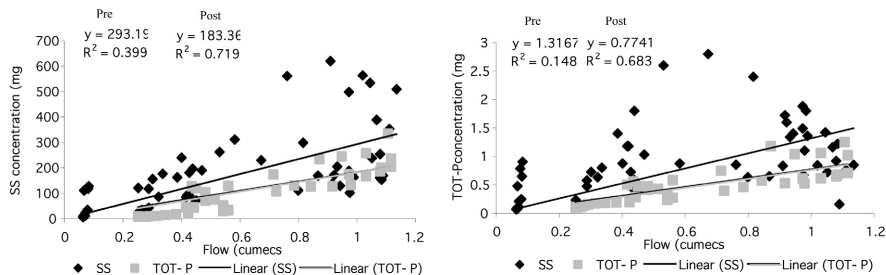 Pre Post
y = 293.19 y = 183.36
R² = 0.399 R² = 0.719
700
600
500
400
300
200
100
0
SS concentration (mg
0 0.2 0.4 0.6 0.8 1 1.2
Flow (cumecs
SS TOT- P Linear (SS) Linear (TOT- P)
Pre Post
y = 1.3167 y = 0.7741
R² = 0.148 R² = 0.683
3
2.5
2
1.5
1
0.5
0
TOT-Pconcentration (mg
0 0.2 0.4 0.6 0.8 1 1.2
Flow (cumecs
SS TOT- P Linear (SS) Linear (TOT- P)